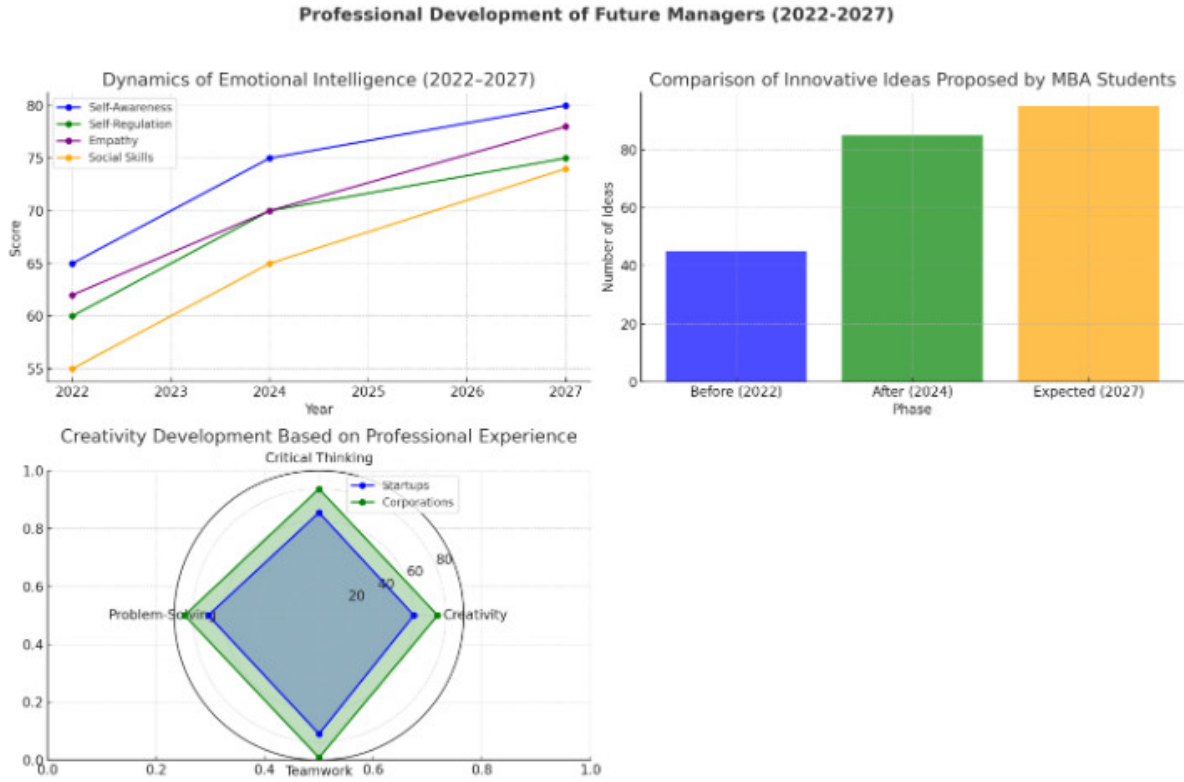 Professional Development of Future Managers (2022-2027)
Dynamics of Emotional Intelligence (2022–2027)
80
75
70
65
60
55
Score
Self-Awareness
Self-Regulation
Empathy
Social Skills
2022
2023
2024
2025
2026
2027
Year
Comparison of Innovative Ideas Proposed by MBA Students
80
60
40
20
0
Number of Ideas
Before (2022)
After (2024)
Expected (2027)
Phase
Creativity Development Based on Professional Experience
Critical Thinking
1.0
0.8
0.6
0.4
0.2
0.0
Startups
Corporations
80
60
40
20
Problem-Solving
Creativity
Teamwork
0.0
0.2
0.4
0.6
0.8
1.0